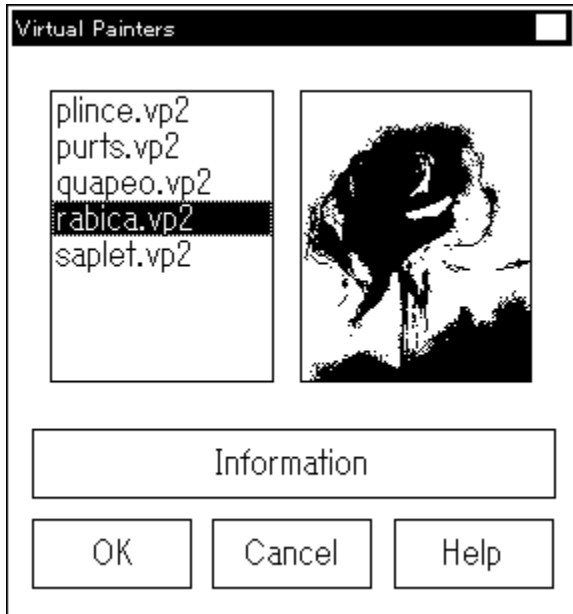 Virtual Painters
plince.vp2
purts.vp2
quapeo.vp2
rabica.vp2
saplet.vp2
Information
OK
Cancel
Help